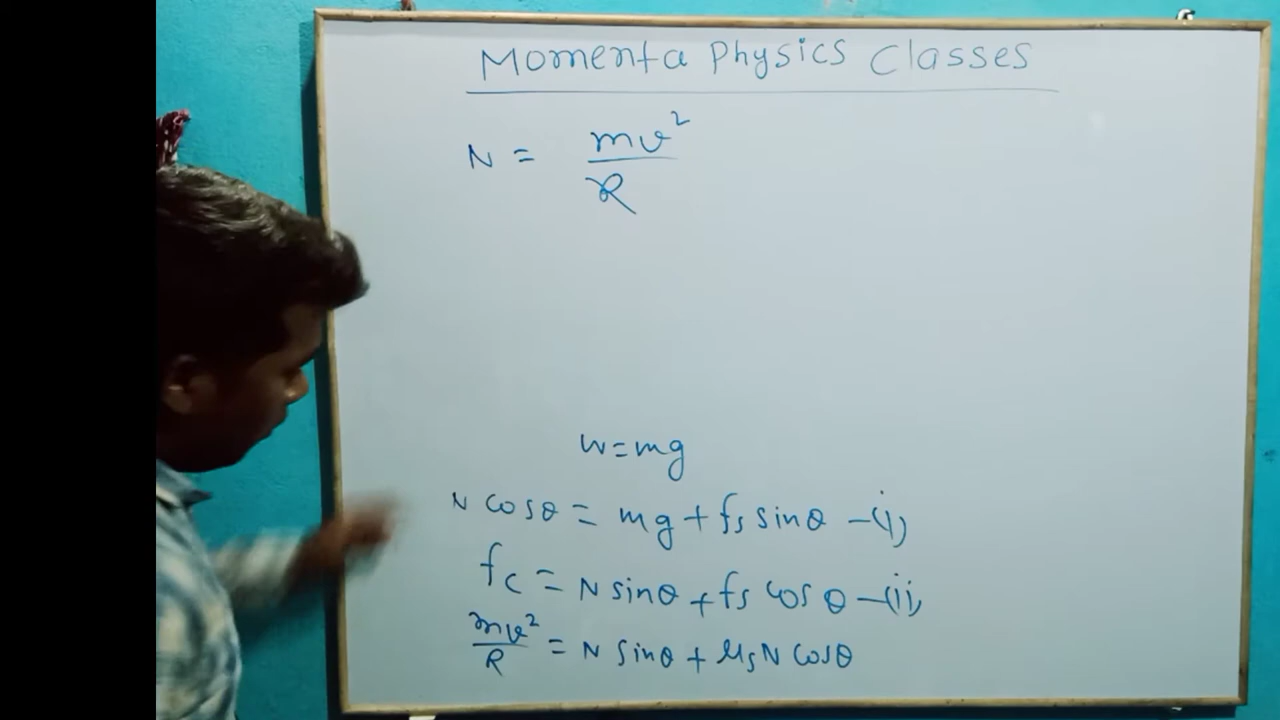 Momenta Physics Classes
N = mv²/R
W=mg
N cosθ = mg + fs sinθ -(i)
fc = N sinθ + fs cosθ -(ii)
mv²/R = N sinθ + μsN cosθ